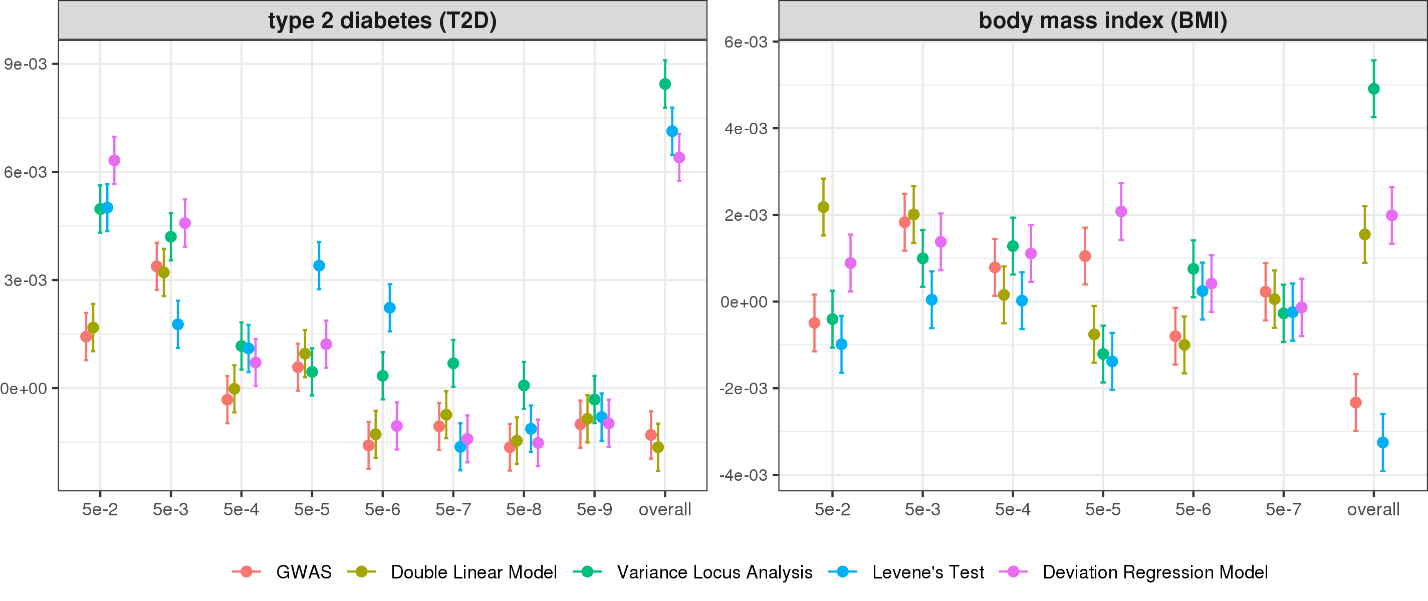 type 2 diabetes (T2D)
body mass index (BMI)
9e-03
6e-03
3e-03
0e+00
6e-03
4e-03
2e-03
0e+00
-2e-03
-4e-03
5e-2 5e-3 5e-4 5e-5 5e-6 5e-7 5e-8 5e-9 overall
5e-2 5e-3 5e-4 5e-5 5e-6 5e-7 overall
GWAS Double Linear Model Variance Locus Analysis Levene's Test Deviation Regression Model